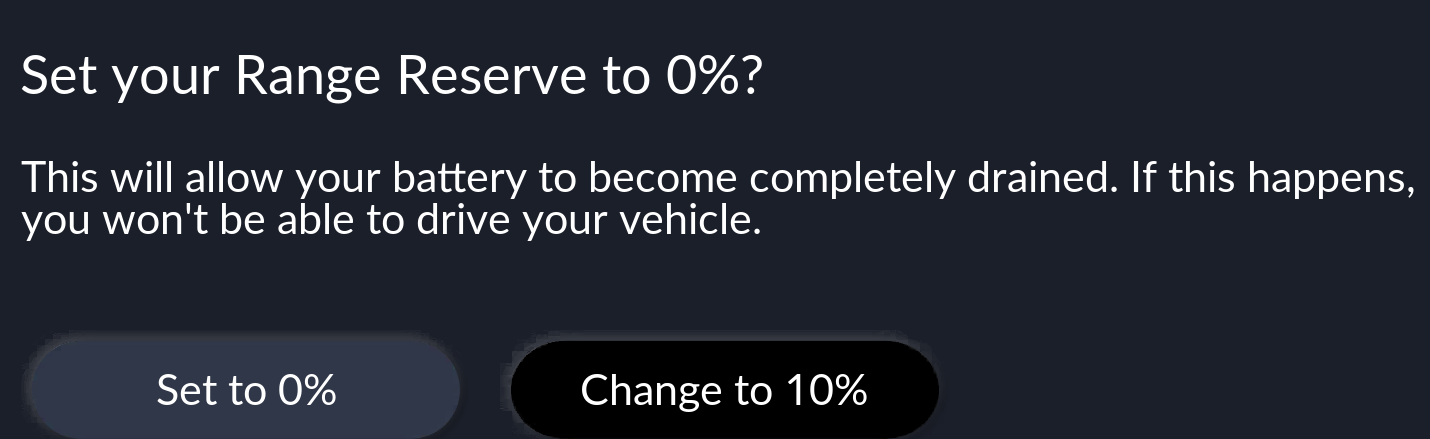 Set your Range Reserve to 0%?
This will allow your battery to become completely drained. If this happens,
you won't be able to drive your vehicle.
Set to 0%
Change to 10%